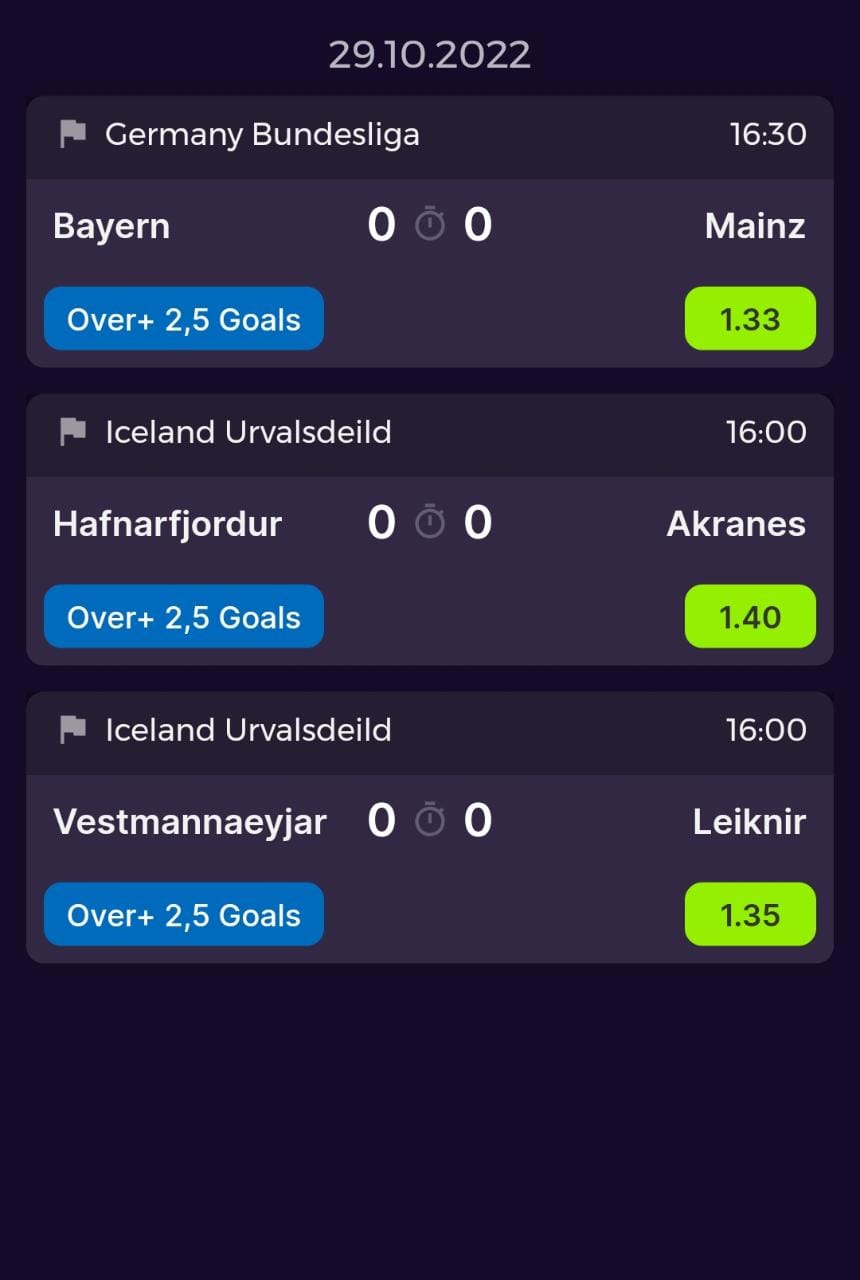 29.10.2022
Germany Bundesliga 16:30
Bayern 0 0 Mainz
Over+ 2,5 Goals 1.33
Iceland Urvalsdeild 16:00
Hafnarfjordur 0 0 Akranes
Over+ 2,5 Goals 1.40
Iceland Urvalsdeild 16:00
Vestmannaeyjar 0 0 Leiknir
Over+ 2,5 Goals 1.35